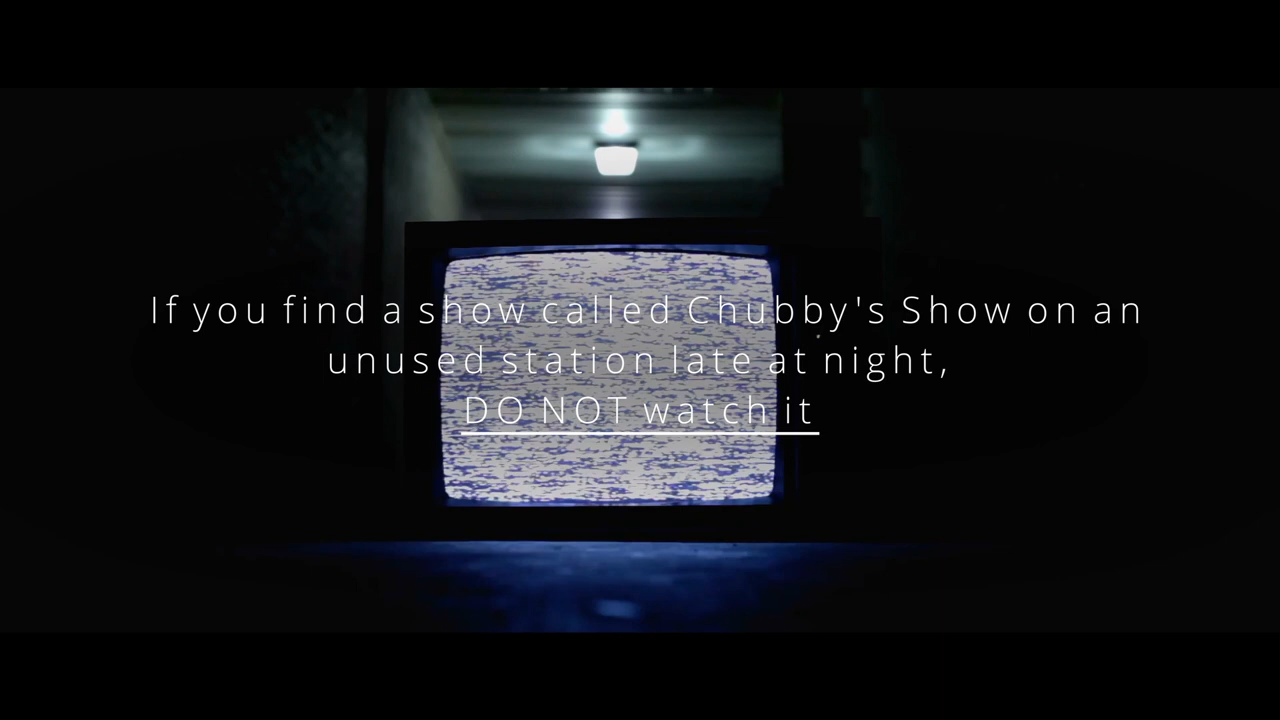 If you find a show called Chubby's Show on an
unused station late at night,
DO NOT watch it